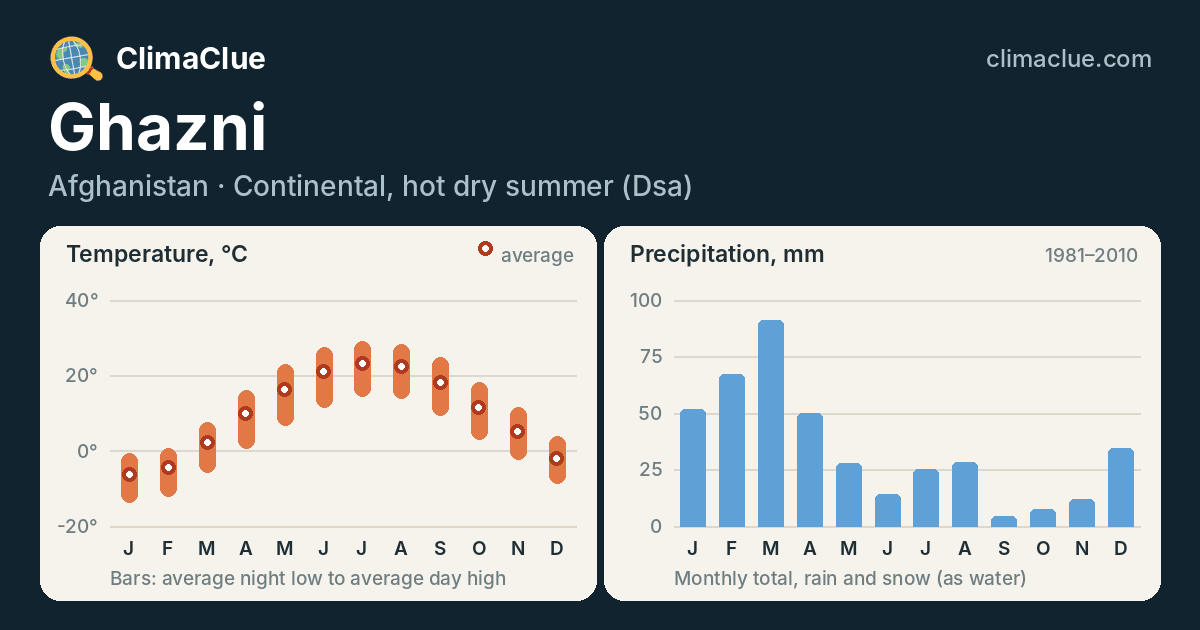 ClimaClue
climaclue.com
Ghazni
Afghanistan · Continental, hot dry summer (Dsa)
Temperature, °C
average
40°
20°
0°
-20°
J F M A M J J A S O N D
Bars: average night low to average day high
Precipitation, mm
1981–2010
100
75
50
25
0
J F M A M J J A S O N D
Monthly total, rain and snow (as water)